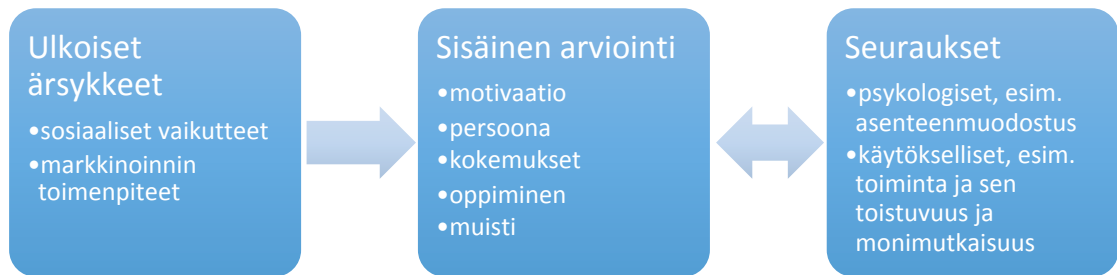 Ulkoiset
ärsykkeet
•sosiaaliset vaikutteet
•markkinoinnin
toimenpiteet
Sisäinen arviointi
•motivaatio
•persoona
•kokemukset
•oppiminen
•muisti
Seuraukset
•psykologiset, esim.
asenteenmuodostus
•käytökselliset, esim.
toiminta ja sen
toistuvuus ja
monimutkaisuus